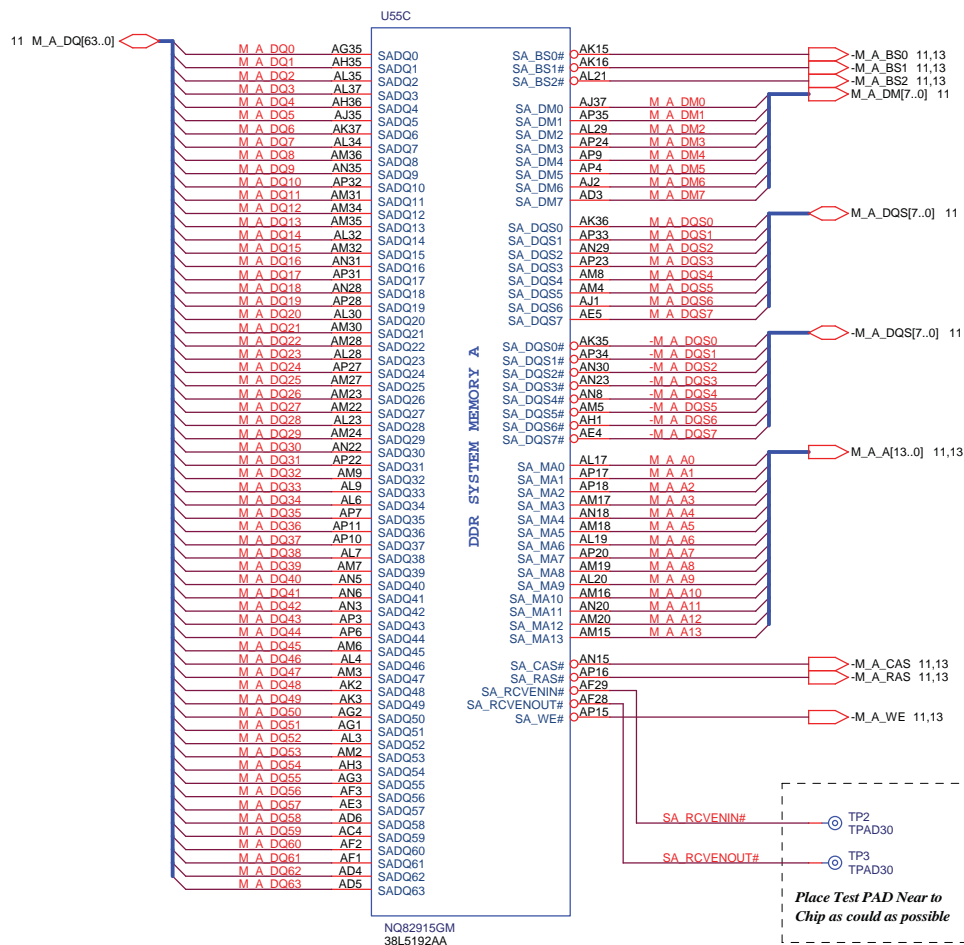 U55C
11 M_A_DQ[63..0]
M_A_DQ0 AG35 SADQ0
M_A_DQ1 AH35 SADQ1
M_A_DQ2 AL35 SADQ2
M_A_DQ3 AL37 SADQ3
M_A_DQ4 AH36 SADQ4
M_A_DQ5 AJ35 SADQ5
M_A_DQ6 AK37 SADQ6
M_A_DQ7 AL34 SADQ7
M_A_DQ8 AM36 SADQ8
M_A_DQ9 AN35 SADQ9
M_A_DQ10 AP32 SADQ10
M_A_DQ11 AM31 SADQ11
M_A_DQ12 AM34 SADQ12
M_A_DQ13 AM35 SADQ13
M_A_DQ14 AL32 SADQ14
M_A_DQ15 AM32 SADQ15
M_A_DQ16 AN31 SADQ16
M_A_DQ17 AP31 SADQ17
M_A_DQ18 AN28 SADQ18
M_A_DQ19 AP28 SADQ19
M_A_DQ20 AL30 SADQ20
M_A_DQ21 AM30 SADQ21
M_A_DQ22 AM28 SADQ22
M_A_DQ23 AL28 SADQ23
M_A_DQ24 AP27 SADQ24
M_A_DQ25 AM27 SADQ25
M_A_DQ26 AM23 SADQ26
M_A_DQ27 AM22 SADQ27
M_A_DQ28 AL23 SADQ28
M_A_DQ29 AM24 SADQ29
M_A_DQ30 AN22 SADQ30
M_A_DQ31 AP22 SADQ31
M_A_DQ32 AM9 SADQ32
M_A_DQ33 AL9 SADQ33
M_A_DQ34 AL6 SADQ34
M_A_DQ35 AP7 SADQ35
M_A_DQ36 AP11 SADQ36
M_A_DQ37 AP10 SADQ37
M_A_DQ38 AL7 SADQ38
M_A_DQ39 AM7 SADQ39
M_A_DQ40 AN5 SADQ40
M_A_DQ41 AN6 SADQ41
M_A_DQ42 AN3 SADQ42
M_A_DQ43 AP3 SADQ43
M_A_DQ44 AP6 SADQ44
M_A_DQ45 AM6 SADQ45
M_A_DQ46 AL4 SADQ46
M_A_DQ47 AM3 SADQ47
M_A_DQ48 AK2 SADQ48
M_A_DQ49 AK3 SADQ49
M_A_DQ50 AG2 SADQ50
M_A_DQ51 AG1 SADQ51
M_A_DQ52 AL3 SADQ52
M_A_DQ53 AM2 SADQ53
M_A_DQ54 AH3 SADQ54
M_A_DQ55 AG3 SADQ55
M_A_DQ56 AF3 SADQ56
M_A_DQ57 AE3 SADQ57
M_A_DQ58 AD6 SADQ58
M_A_DQ59 AC4 SADQ59
M_A_DQ60 AF2 SADQ60
M_A_DQ61 AF1 SADQ61
M_A_DQ62 AD4 SADQ62
M_A_DQ63 AD5 SADQ63
DDR SYSTEM MEMORY A
SA_BS0# AK15 -M_A_BS0 11,13
SA_BS1# AK16 -M_A_BS1 11,13
SA_BS2# AL21 -M_A_BS2 11,13
M_A_DM[7..0] 11
SA_DM0 AJ37 M_A_DM0
SA_DM1 AP35 M_A_DM1
SA_DM2 AL29 M_A_DM2
SA_DM3 AP24 M_A_DM3
SA_DM4 AP9 M_A_DM4
SA_DM5 AP4 M_A_DM5
SA_DM6 AJ2 M_A_DM6
SA_DM7 AD3 M_A_DM7
M_A_DQS[7..0] 11
SA_DQS0 AK36 M_A_DQS0
SA_DQS1 AP33 M_A_DQS1
SA_DQS2 AN29 M_A_DQS2
SA_DQS3 AP23 M_A_DQS3
SA_DQS4 AM8 M_A_DQS4
SA_DQS5 AM4 M_A_DQS5
SA_DQS6 AJ1 M_A_DQS6
SA_DQS7 AE5 M_A_DQS7
-M_A_DQS[7..0] 11
SA_DQS0# AK35 -M_A_DQS0
SA_DQS1# AP34 -M_A_DQS1
SA_DQS2# AN30 -M_A_DQS2
SA_DQS3# AN23 -M_A_DQS3
SA_DQS4# AN8 -M_A_DQS4
SA_DQS5# AM5 -M_A_DQS5
SA_DQS6# AH1 -M_A_DQS6
SA_DQS7# AE4 -M_A_DQS7
M_A_A[13..0] 11,13
SA_MA0 AL17 M_A_A0
SA_MA1 AP17 M_A_A1
SA_MA2 AP18 M_A_A2
SA_MA3 AM17 M_A_A3
SA_MA4 AN18 M_A_A4
SA_MA5 AM18 M_A_A5
SA_MA6 AL19 M_A_A6
SA_MA7 AP20 M_A_A7
SA_MA8 AM19 M_A_A8
SA_MA9 AL20 M_A_A9
SA_MA10 AM16 M_A_A10
SA_MA11 AN20 M_A_A11
SA_MA12 AM20 M_A_A12
SA_MA13 AM15 M_A_A13
SA_CAS# AN15 -M_A_CAS 11,13
SA_RAS# AP16 -M_A_RAS 11,13
SA_RCVENIN# AF29
SA_RCVENOUT# AF28
SA_WE# AP15 -M_A_WE 11,13
SA_RCVENIN# TP2
TPAD30
SA_RCVENOUT# TP3
TPAD30
Place Test PAD Near to
Chip as could as possible
NQ82915GM
38L5192AA